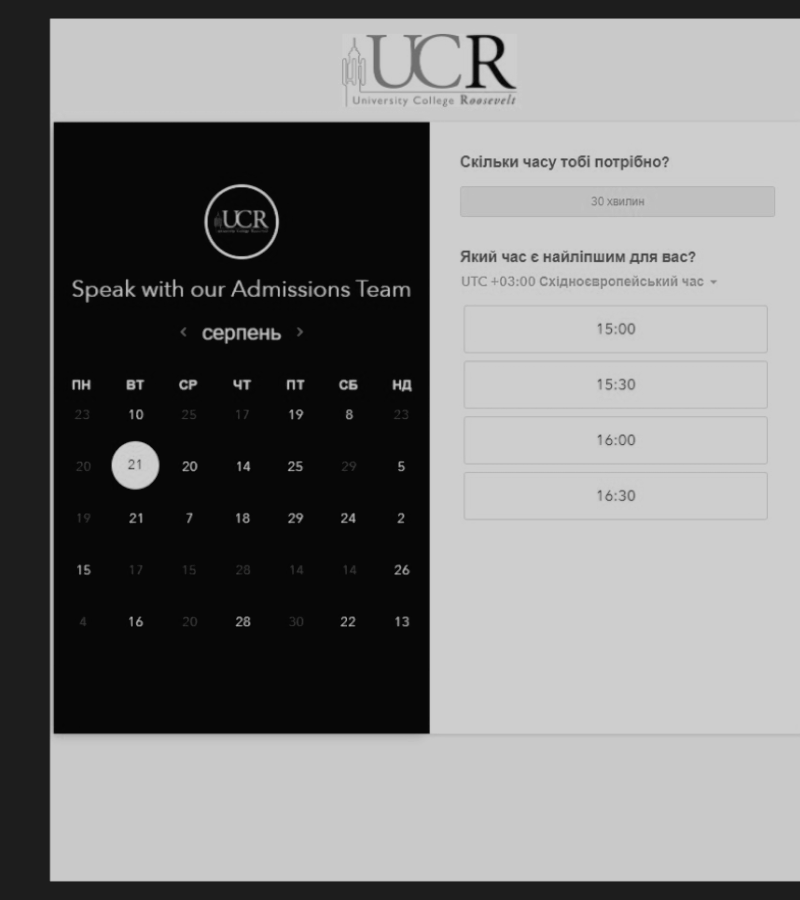 UCR
University College Roosevelt
UCR
Speak with our Admissions Team
серпень
ПН ВТ СР ЧТ ПТ СБ НД
23 10 25 17 19 8 23
20 21 20 14 25 29 5
19 21 7 18 29 24 2
15 17 15 28 14 14 26
4 16 20 28 30 22 13
Скільки часу тобі потрібно?
30 хвилин
Який час є найліпшим для вас?
UTC +03:00 Східноєвропейський час
15:00
15:30
16:00
16:30